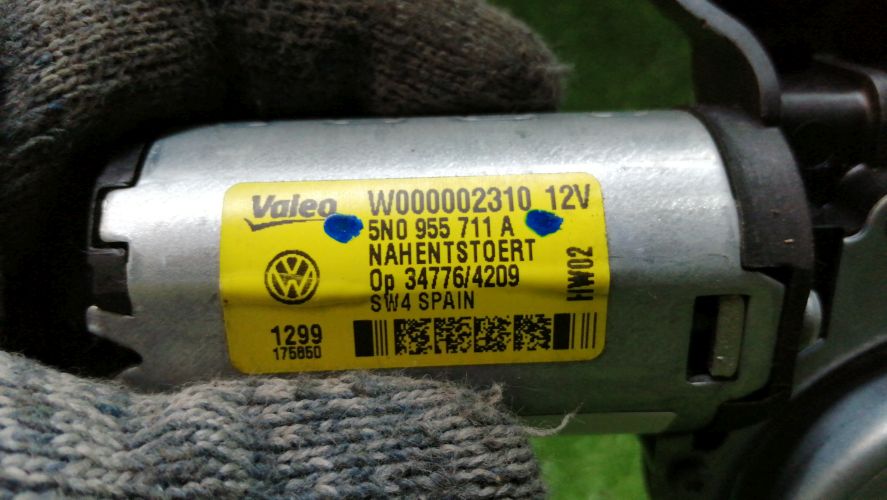 Valeo W000002310 12V
5N0 955 711 A
NAHENTSTOERT
Op 34776/4209
SW4 SPAIN
HW02
1299
175850